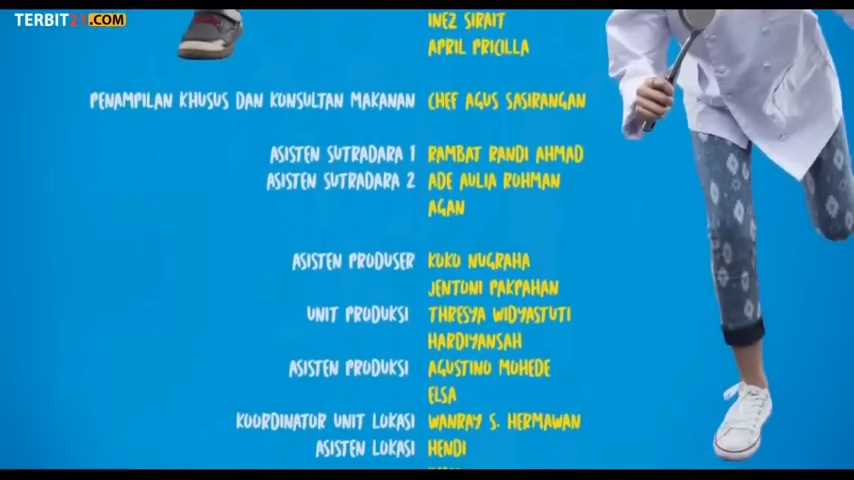 TERBIT21.COM
INEZ SIRAIT
APRIL PRICILLA
PENAMPILAN KHUSUS DAN KONSULTAN MAKANAN CHEF AGUS SASIRANGAN
ASISTEN SUTRADARA 1 RAMBAT RANDI AHMAD
ASISTEN SUTRADARA 2 ADE AULIA ROHMAN
AGAN
ASISTEN PRODUSER KOKO NUGRAHA
JENTONI PAKPAHAN
UNIT PRODUKSI THRESYA WIDYASTUTI
HARDIYANSAH
ASISTEN PRODUKSI AGUSTINO MOHEDE
ELSA
KOORDINATOR UNIT LOKASI WANRAY S. HERMAWAN
ASISTEN LOKASI HENDI